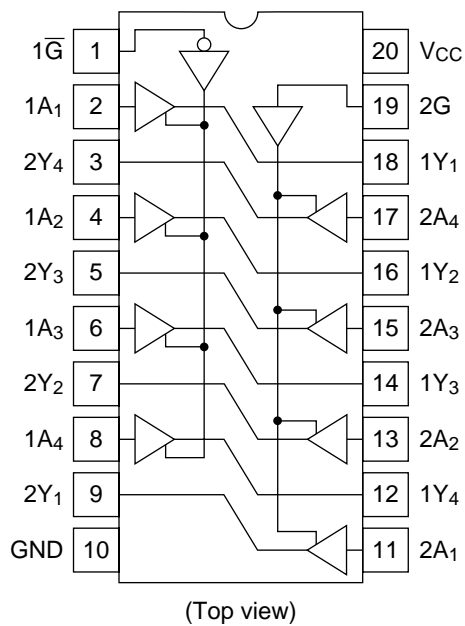 1G̅ 1 20 VCC
1A1 2 19 2G
2Y4 3 18 1Y1
1A2 4 17 2A4
2Y3 5 16 1Y2
1A3 6 15 2A3
2Y2 7 14 1Y3
1A4 8 13 2A2
2Y1 9 12 1Y4
GND 10 11 2A1
(Top view)